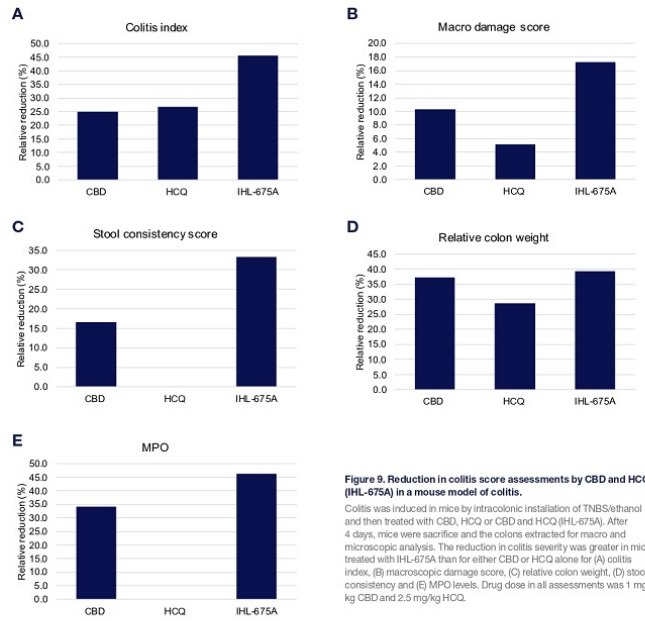 A
Colitis index
Relative reduction (%)
50.0
45.0
40.0
35.0
30.0
25.0
20.0
15.0
10.0
5.0
0.0
CBD HCQ IHL-675A
B
Macro damage score
Relative reduction (%)
20.0
18.0
16.0
14.0
12.0
10.0
8.0
6.0
4.0
2.0
0.0
CBD HCQ IHL-675A
C
Stool consistency score
Relative reduction (%)
35.0
30.0
25.0
20.0
15.0
10.0
5.0
0.0
CBD HCQ IHL-675A
D
Relative colon weight
Relative reduction (%)
45.0
40.0
35.0
30.0
25.0
20.0
15.0
10.0
5.0
0.0
CBD HCQ IHL-675A
E
MPO
Relative reduction (%)
50.0
45.0
40.0
35.0
30.0
25.0
20.0
15.0
10.0
5.0
0.0
CBD HCQ IHL-675A
Figure 9. Reduction in colitis score assessments by CBD and HCQ
(IHL-675A) in a mouse model of colitis.
Colitis was induced in mice by intracolonic installation of TNBS/ethanol
and then treated with CBD, HCQ or CBD and HCQ (IHL-675A). After
4 days, mice were sacrifice and the colons extracted for macro and
microscopic analysis. The reduction in colitis severity was greater in mic
treated with IHL-675A than for either CBD or HCQ alone for (A) colitis
index, (B) macroscopic damage score, (C) relative colon weight, (D) stoo
consistency and (E) MPO levels. Drug dose in all assessments was 1 mg
kg CBD and 2.5 mg/kg HCQ.